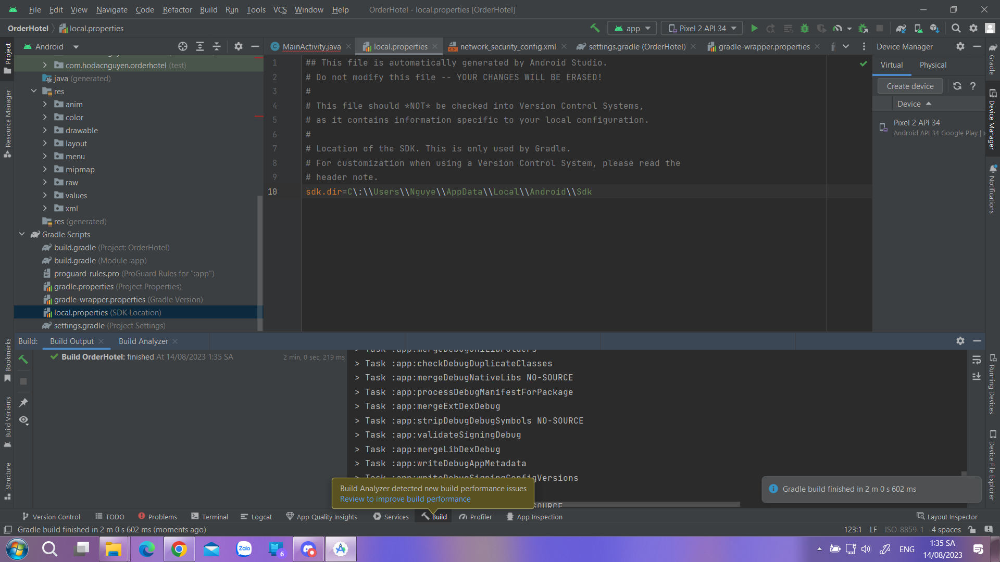 File Edit View Navigate Code Refactor Build Run Tools VCS Window Help OrderHotel - local.properties [OrderHotel]
OrderHotel local.properties app Pixel 2 API 34
Project
Android
MainActivity.java local.properties network_security_config.xml settings.gradle (OrderHotel) gradle-wrapper.properties
com.hodacnguyen.orderhotel (test)
java (generated)
res
anim
color
drawable
layout
menu
mipmap
raw
values
xml
res (generated)
Gradle Scripts
build.gradle (Project: OrderHotel)
build.gradle (Module :app)
proguard-rules.pro (ProGuard Rules for ":app")
gradle.properties (Project Properties)
gradle-wrapper.properties (Gradle Version)
local.properties (SDK Location)
settings.gradle (Project Settings)
Resource Manager
Bookmarks
Build Variants
Structure
1 ## This file is automatically generated by Android Studio.
2 # Do not modify this file -- YOUR CHANGES WILL BE ERASED!
3 #
4 # This file should *NOT* be checked into Version Control Systems,
5 # as it contains information specific to your local configuration.
6 #
7 # Location of the SDK. This is only used by Gradle.
8 # For customization when using a Version Control System, please read the
9 # header note.
10 sdk.dir=C\:\\Users\\Nguye\\AppData\\Local\\Android\\Sdk
Device Manager
Virtual Physical
Create device ?
Device
Pixel 2 API 34
Android API 34 Google Play |
Gradle
Device Manager
Notifications
Running Devices
Device File Explorer
Build: Build Output Build Analyzer
Build OrderHotel: finished At 14/08/2023 1:35 SA 2 min, 0 sec, 219 ms
> Task :app:mergeDebugJniLibFolders
> Task :app:checkDebugDuplicateClasses
> Task :app:mergeDebugNativeLibs NO-SOURCE
> Task :app:processDebugManifestForPackage
> Task :app:mergeExtDexDebug
> Task :app:stripDebugDebugSymbols NO-SOURCE
> Task :app:validateSigningDebug
> Task :app:mergeLibDexDebug
> Task :app:writeDebugAppMetadata
> Task :app:writeDebugSigningConfigVersions
Build Analyzer detected new build performance issues
Review to improve build performance
Gradle build finished in 2 m 0 s 602 ms
Version Control TODO Problems Terminal Logcat App Quality Insights Services Build Profiler App Inspection Layout Inspector
Gradle build finished in 2 m 0 s 602 ms (moments ago) 123:1 LF ISO-8859-1 4 spaces
Zalo 6 ENG
1:35 SA
14/08/2023